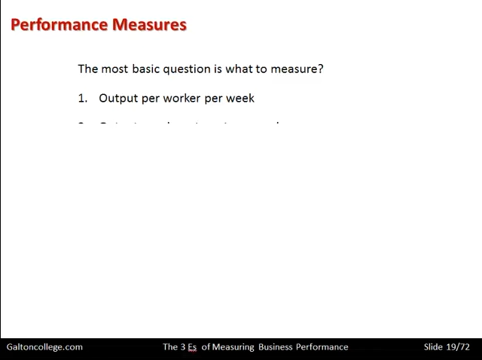 Performance Measures
The most basic question is what to measure?
1. Output per worker per week
Galtoncollege.com The 3 Es of Measuring Business Performance Slide 19/72